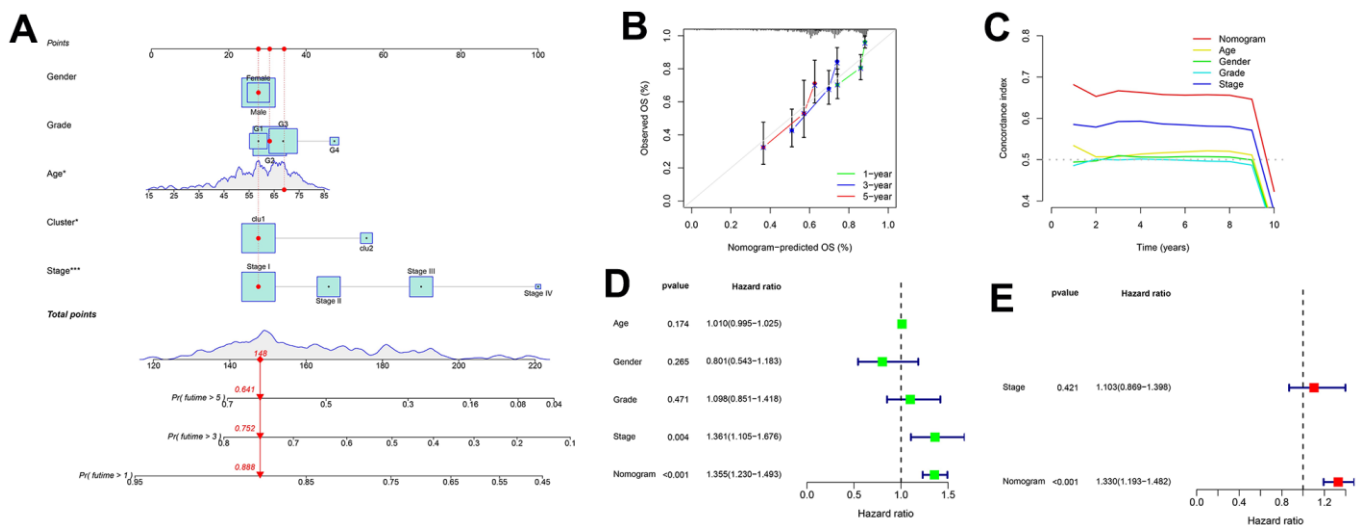 A
Points
0 20 40 60 80 100
Gender
Female
Male
Grade
G1 G3
G2 G4
Age*
15 25 35 45 55 65 75 85
Cluster*
clu1
clu2
Stage***
Stage I Stage III
Stage II Stage IV
Total points
120 140 160 180 200 220
148
0.641
Pr( futime > 5 )
0.7 0.5 0.3 0.16 0.08 0.04
0.752
Pr( futime > 3 )
0.8 0.7 0.6 0.5 0.4 0.3 0.2 0.1
0.888
Pr( futime > 1 )
0.95 0.85 0.75 0.65 0.55 0.45
B
Observed OS (%)
1.0
0.8
0.6
0.4
0.2
0.0
1−year
3−year
5−year
0.0 0.2 0.4 0.6 0.8 1.0
Nomogram−predicted OS (%)
C
Concordance index
0.8
0.7
0.6
0.5
0.4
Nomogram
Age
Gender
Grade
Stage
0 2 4 6 8 10
Time (years)
D
pvalue Hazard ratio
Age 0.174 1.010(0.995−1.025)
Gender 0.265 0.801(0.543−1.183)
Grade 0.471 1.098(0.851−1.418)
Stage 0.004 1.361(1.105−1.676)
Nomogram <0.001 1.355(1.230−1.493)
0.0 0.5 1.0 1.5
Hazard ratio
E
pvalue Hazard ratio
Stage 0.421 1.103(0.869−1.398)
Nomogram <0.001 1.330(1.193−1.482)
0.0 0.4 0.8 1.2
Hazard ratio